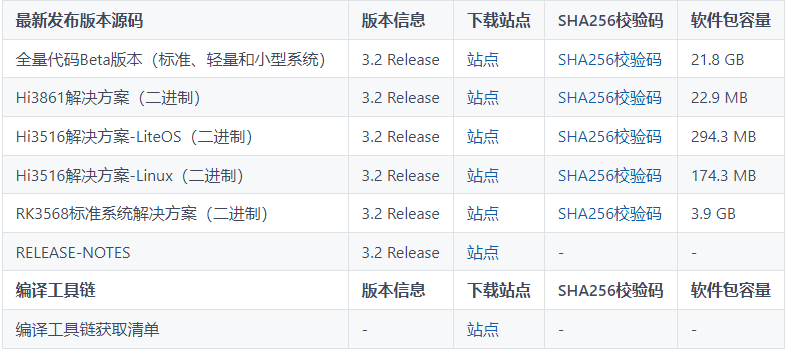 最新发布版本源码 版本信息 下载站点 SHA256校验码 软件包容量
全量代码Beta版本（标准、轻量和小型系统） 3.2 Release 站点 SHA256校验码 21.8 GB
Hi3861解决方案（二进制） 3.2 Release 站点 SHA256校验码 22.9 MB
Hi3516解决方案-LiteOS（二进制） 3.2 Release 站点 SHA256校验码 294.3 MB
Hi3516解决方案-Linux（二进制） 3.2 Release 站点 SHA256校验码 174.3 MB
RK3568标准系统解决方案（二进制） 3.2 Release 站点 SHA256校验码 3.9 GB
RELEASE-NOTES 3.2 Release 站点 - -
编译工具链 版本信息 下载站点 SHA256校验码 软件包容量
编译工具链获取清单 - 站点 - -